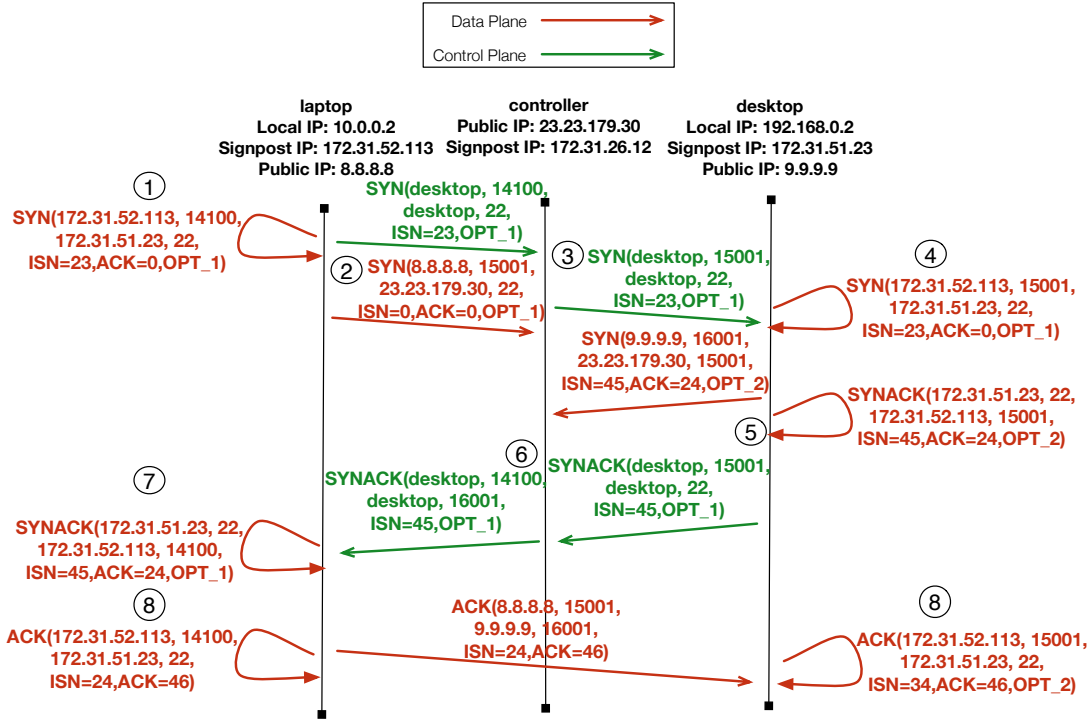 Data Plane
Control Plane
laptop
Local IP: 10.0.0.2
Signpost IP: 172.31.52.113
Public IP: 8.8.8.8
controller
Public IP: 23.23.179.30
Signpost IP: 172.31.26.12
desktop
Local IP: 192.168.0.2
Signpost IP: 172.31.51.23
Public IP: 9.9.9.9
1
SYN(172.31.52.113, 14100,
172.31.51.23, 22,
ISN=23,ACK=0,OPT_1)
SYN(desktop, 14100,
desktop, 22,
ISN=23,OPT_1)
2
SYN(8.8.8.8, 15001,
23.23.179.30, 22,
ISN=0,ACK=0,OPT_1)
3
SYN(desktop, 15001,
desktop, 22,
ISN=23,OPT_1)
4
SYN(172.31.52.113, 15001,
172.31.51.23, 22,
ISN=23,ACK=0,OPT_1)
SYN(9.9.9.9, 16001,
23.23.179.30, 15001,
ISN=45,ACK=24,OPT_2)
SYNACK(172.31.51.23, 22,
172.31.52.113, 15001,
ISN=45,ACK=24,OPT_2)
5
6
SYNACK(desktop, 15001,
desktop, 22,
ISN=45,OPT_1)
SYNACK(desktop, 14100,
desktop, 16001,
ISN=45,OPT_1)
7
SYNACK(172.31.51.23, 22,
172.31.52.113, 14100,
ISN=45,ACK=24,OPT_1)
8
ACK(172.31.52.113, 14100,
172.31.51.23, 22,
ISN=24,ACK=46)
ACK(8.8.8.8, 15001,
9.9.9.9, 16001,
ISN=24,ACK=46)
8
ACK(172.31.52.113, 15001,
172.31.51.23, 22,
ISN=34,ACK=46,OPT_2)